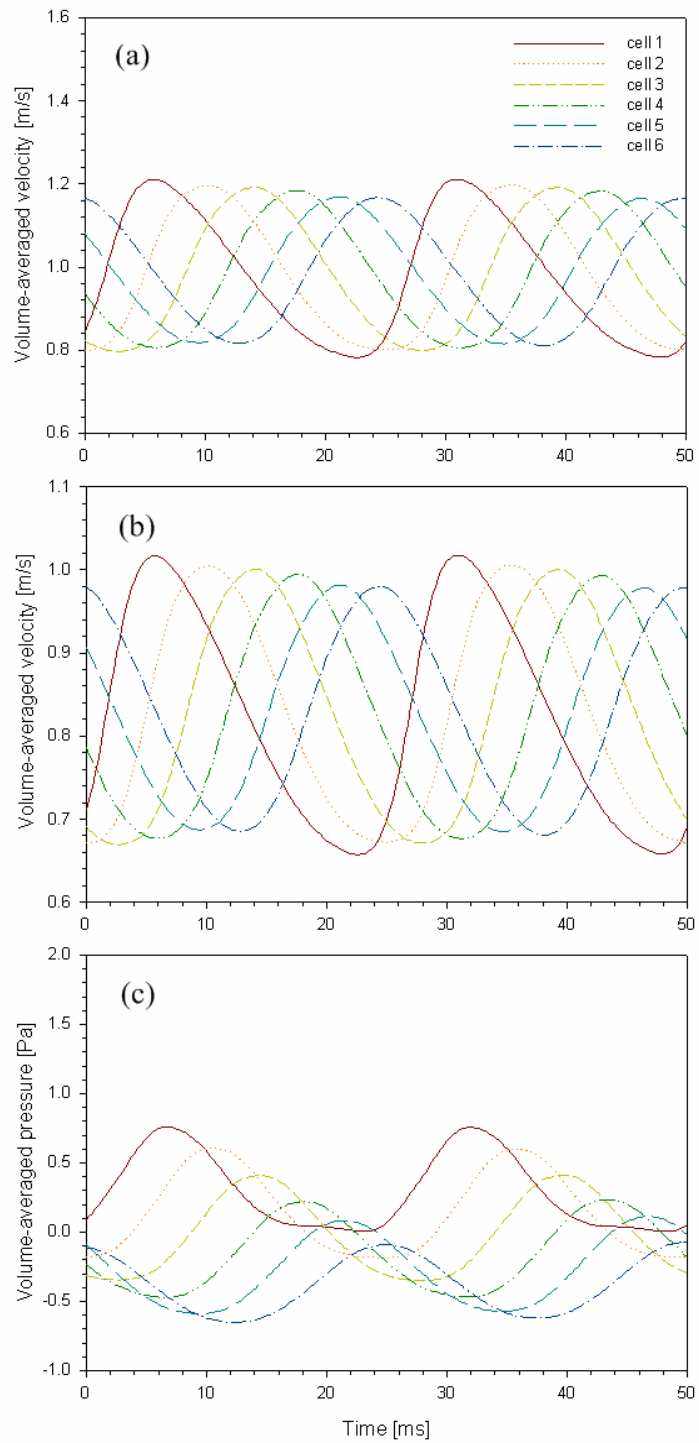 1.6
(a)
cell 1
cell 2
1.4
cell 3
cell 4
cell 5
cell 6
1.2
1.0
0.8
0.6
0 10 20 30 40 50
Volume-averaged velocity [m/s]
1.1
(b)
1.0
0.9
0.8
0.7
0.6
0 10 20 30 40 50
Volume-averaged velocity [m/s]
2.0
(c)
1.5
1.0
0.5
0.0
-0.5
-1.0
0 10 20 30 40 50
Volume-averaged pressure [Pa]
Time [ms]